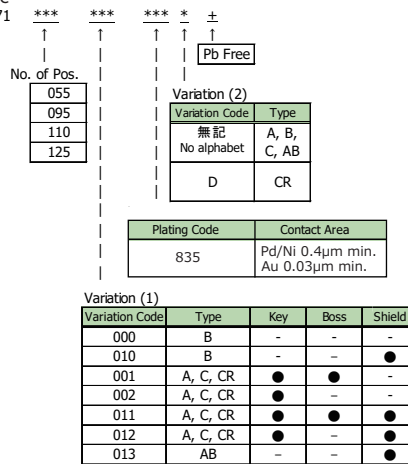 71 *** *** *** * +
Pb Free
No. of Pos.
055
095
110
125
Variation (2)
Variation Code Type
無記
No alphabet
A, B,
C, AB
D CR
Plating Code Contact Area
835
Pd/Ni 0.4µm min.
Au 0.03µm min.
Variation (1)
Variation Code Type Key Boss Shield
000 B - - -
010 B - – ●
001 A, C, CR ● ● -
002 A, C, CR ● – -
011 A, C, CR ● ● ●
012 A, C, CR ● – ●
013 AB – – ●